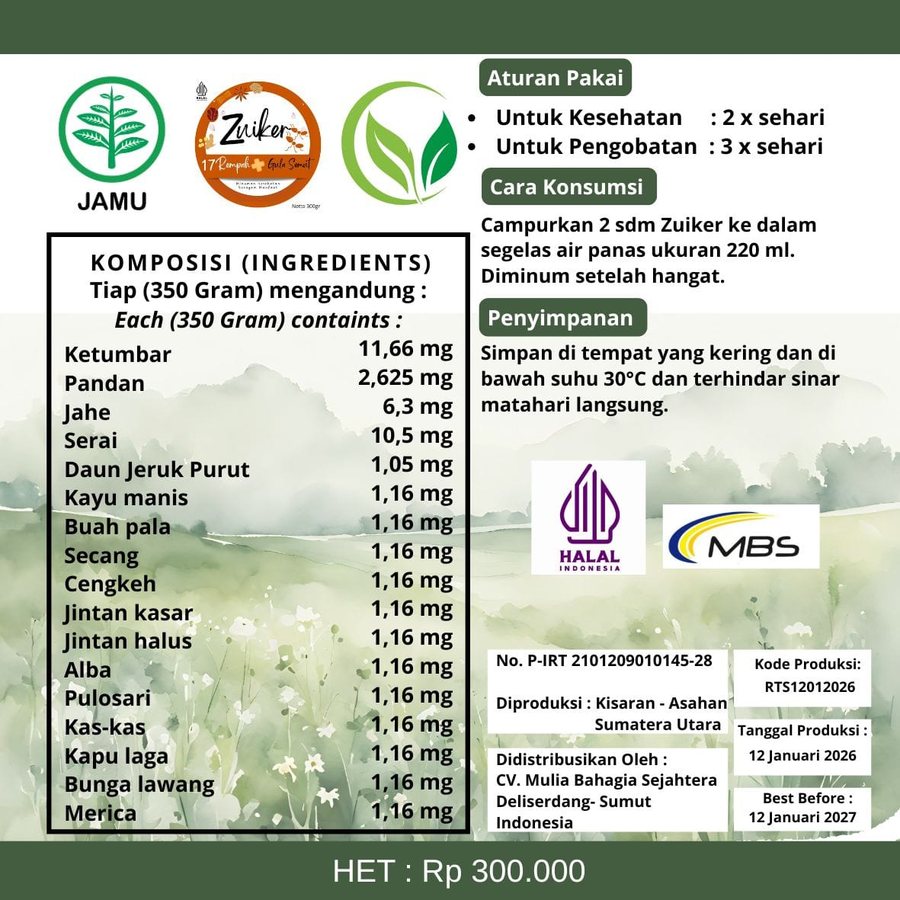 JAMU
HALAL
Zuiker
17 Rempah + Gula Semut
Netto 300gr
Aturan Pakai
• Untuk Kesehatan : 2 x sehari
• Untuk Pengobatan : 3 x sehari
Cara Konsumsi
Campurkan 2 sdm Zuiker ke dalam
segelas air panas ukuran 220 ml.
Diminum setelah hangat.
Penyimpanan
Simpan di tempat yang kering dan di
bawah suhu 30°C dan terhindar sinar
matahari langsung.
KOMPOSISI (INGREDIENTS)
Tiap (350 Gram) mengandung :
Each (350 Gram) containts :
Ketumbar 11,66 mg
Pandan 2,625 mg
Jahe 6,3 mg
Serai 10,5 mg
Daun Jeruk Purut 1,05 mg
Kayu manis 1,16 mg
Buah pala 1,16 mg
Secang 1,16 mg
Cengkeh 1,16 mg
Jintan kasar 1,16 mg
Jintan halus 1,16 mg
Alba 1,16 mg
Pulosari 1,16 mg
Kas-kas 1,16 mg
Kapu laga 1,16 mg
Bunga lawang 1,16 mg
Merica 1,16 mg
HALAL
INDONESIA
MBS
No. P-IRT 2101209010145-28
Diproduksi : Kisaran - Asahan
Sumatera Utara
Didistribusikan Oleh :
CV. Mulia Bahagia Sejahtera
Deliserdang- Sumut
Indonesia
Kode Produksi:
RTS12012026
Tanggal Produksi :
12 Januari 2026
Best Before :
12 Januari 2027
HET : Rp 300.000